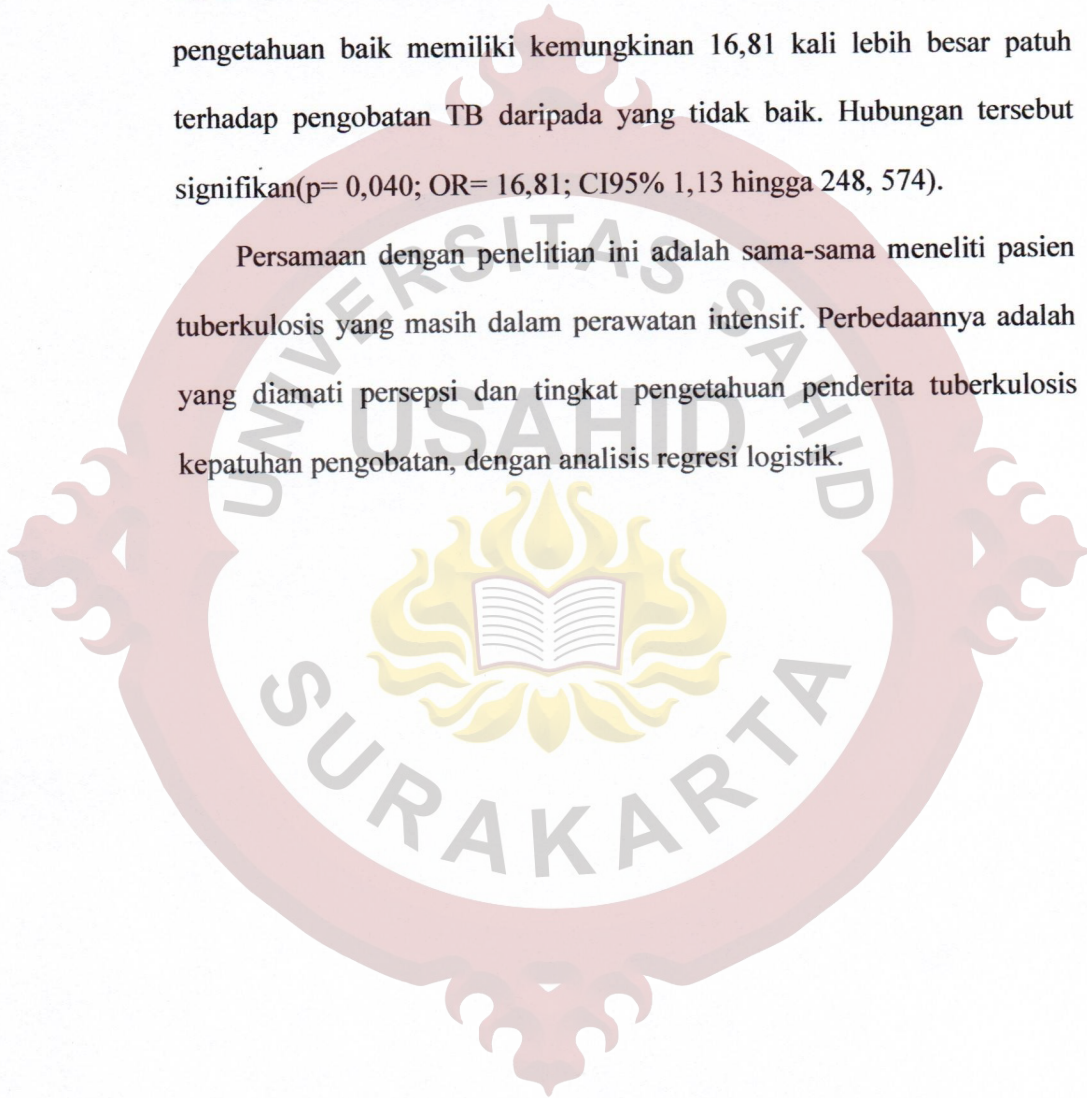 pengetahuan baik memiliki kemungkinan 16,81 kali lebih besar patuh
terhadap pengobatan TB daripada yang tidak baik. Hubungan tersebut
signifikan(p= 0,040; OR= 16,81; CI95% 1,13 hingga 248, 574).
Persamaan dengan penelitian ini adalah sama-sama meneliti pasien
tuberkulosis yang masih dalam perawatan intensif. Perbedaannya adalah
yang diamati persepsi dan tingkat pengetahuan penderita tuberkulosis
kepatuhan pengobatan, dengan analisis regresi logistik.
UNIVERSITAS SAHID
USAHID
SURAKARTA